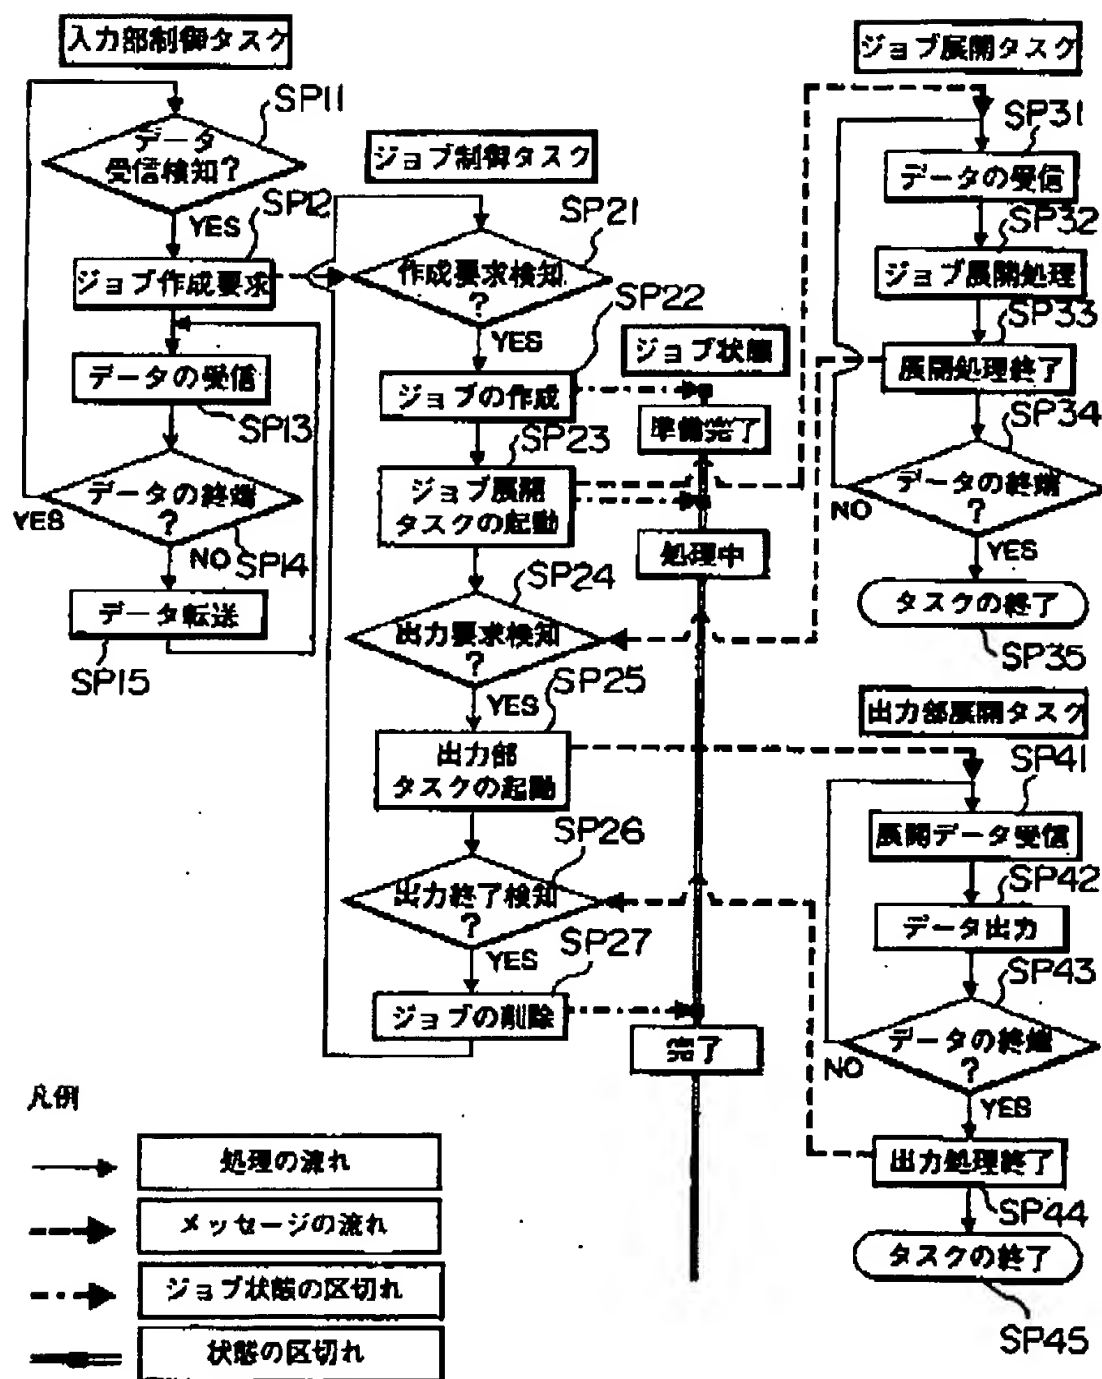 入力部制御タスク
SP11
データ
受信検知?
YES
SP12
ジョブ作成要求
データの受信
SP13
データの終端
?
YES
NO
SP14
データ転送
SP15
ジョブ制御タスク
SP21
作成要求検知
?
YES
SP22
ジョブの作成
SP23
ジョブ展開
タスクの起動
SP24
出力要求検知
?
YES
SP25
出力部
タスクの起動
SP26
出力終了検知
?
YES
SP27
ジョブの削除
ジョブ状態
準備完了
処理中
完了
ジョブ展開タスク
SP31
データの受信
SP32
ジョブ展開処理
SP33
展開処理終了
SP34
データの終端
?
NO
YES
タスクの終了
SP35
出力部展開タスク
SP41
展開データ受信
SP42
データ出力
SP43
データの終端
?
NO
YES
出力処理終了
SP44
タスクの終了
SP45
凡例
処理の流れ
メッセージの流れ
ジョブ状態の区切れ
状態の区切れ